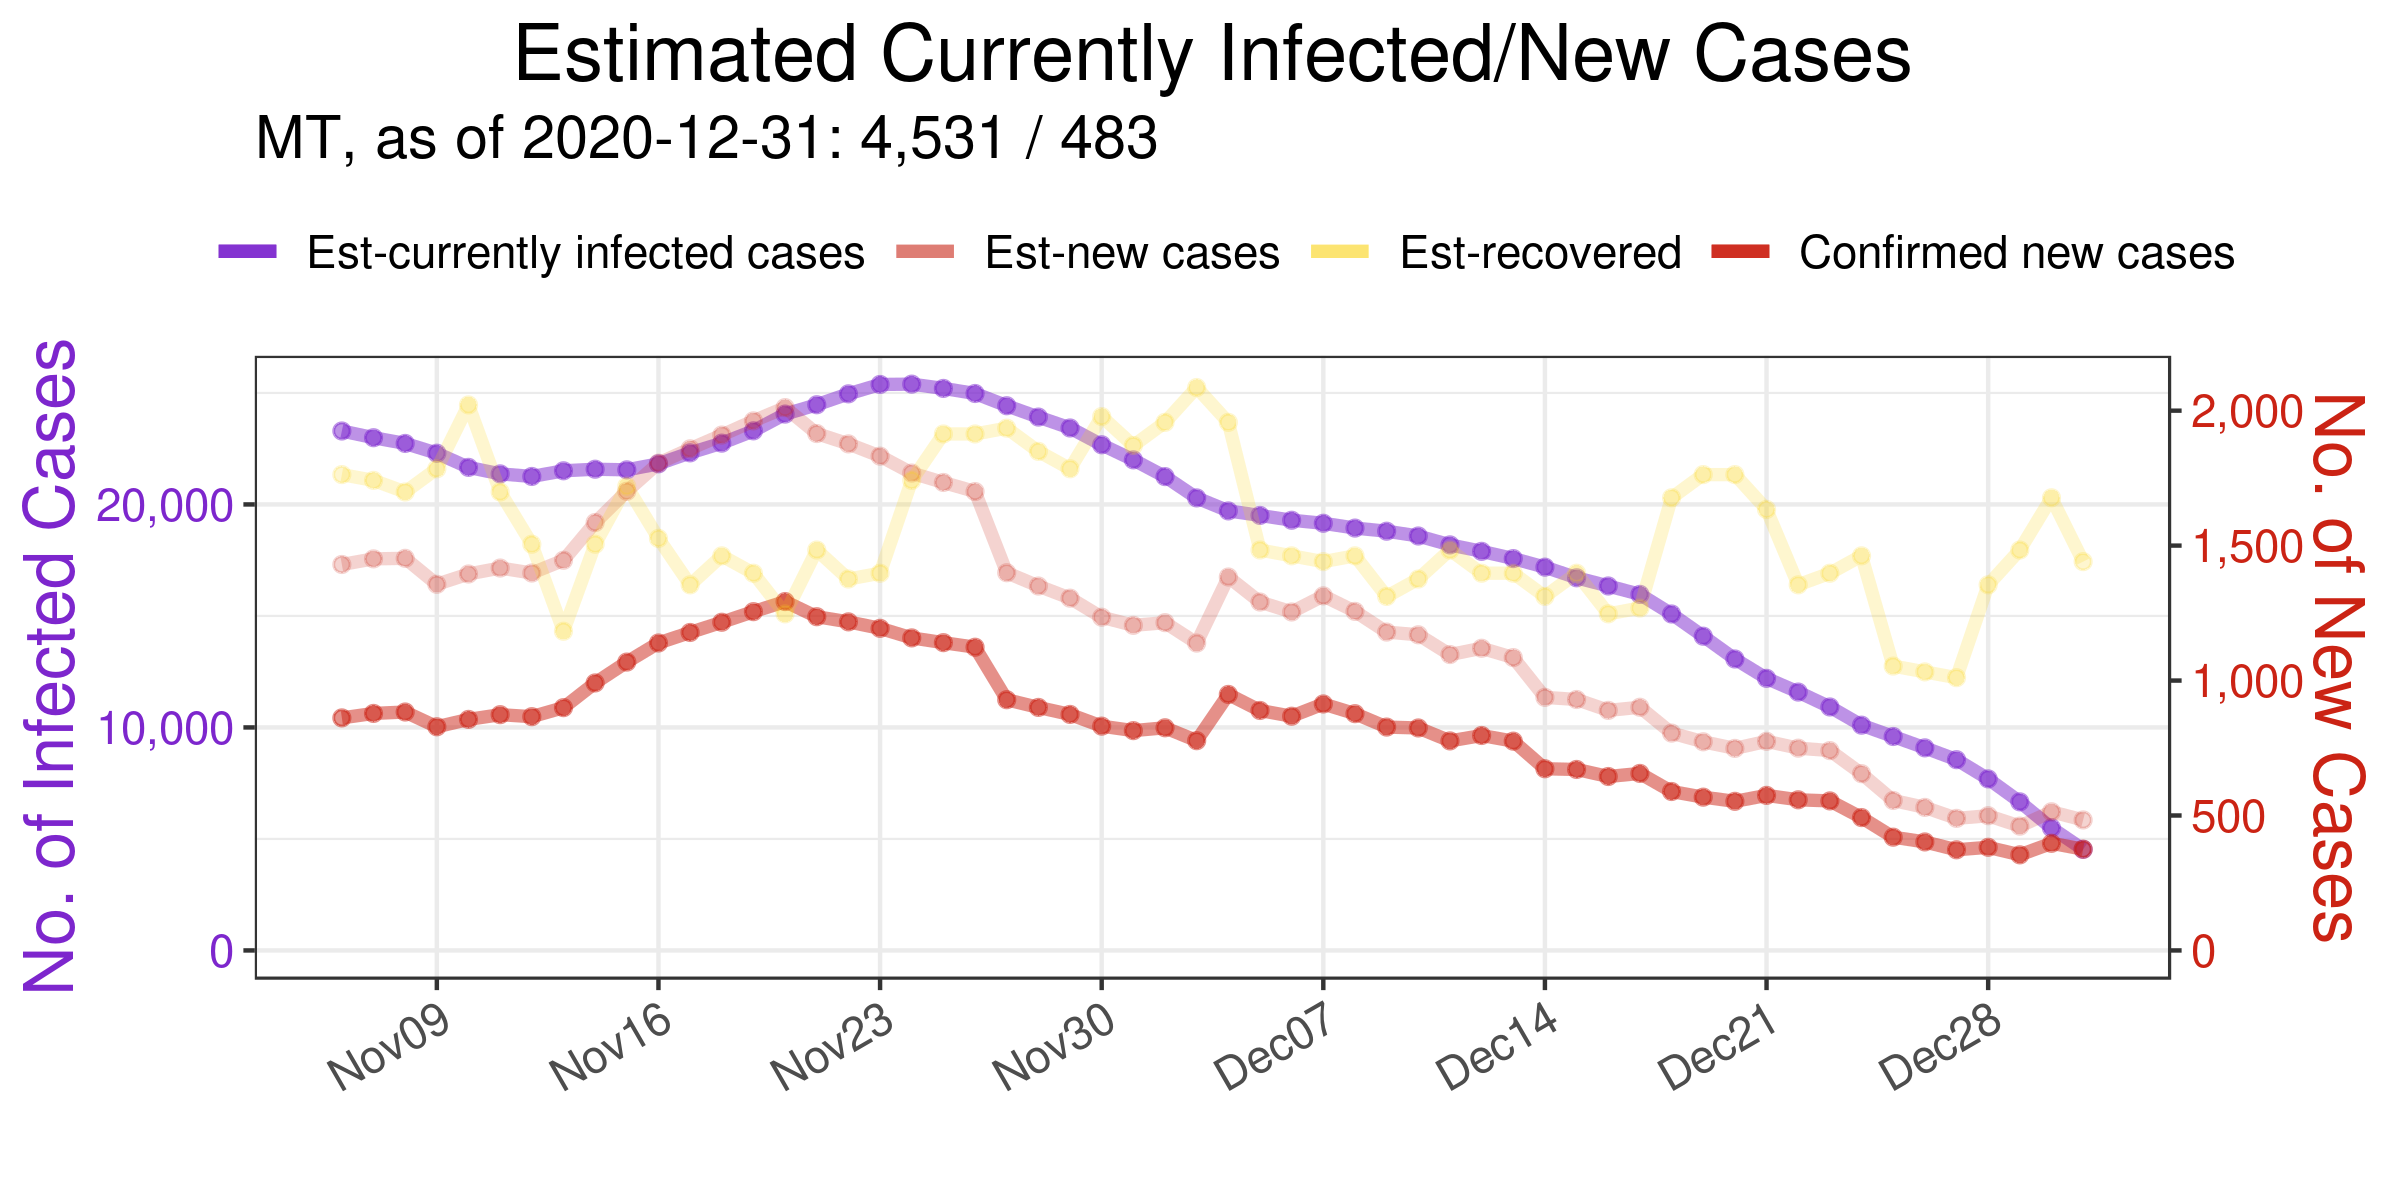 Estimated Currently Infected/New Cases
MT, as of 2020-12-31: 4,531 / 483
Est-currently infected cases
Est-new cases
Est-recovered
Confirmed new cases
No. of Infected Cases
20,000
10,000
0
2,000
1,500
1,000
500
0
No. of New Cases
Nov09
Nov16
Nov23
Nov30
Dec07
Dec14
Dec21
Dec28